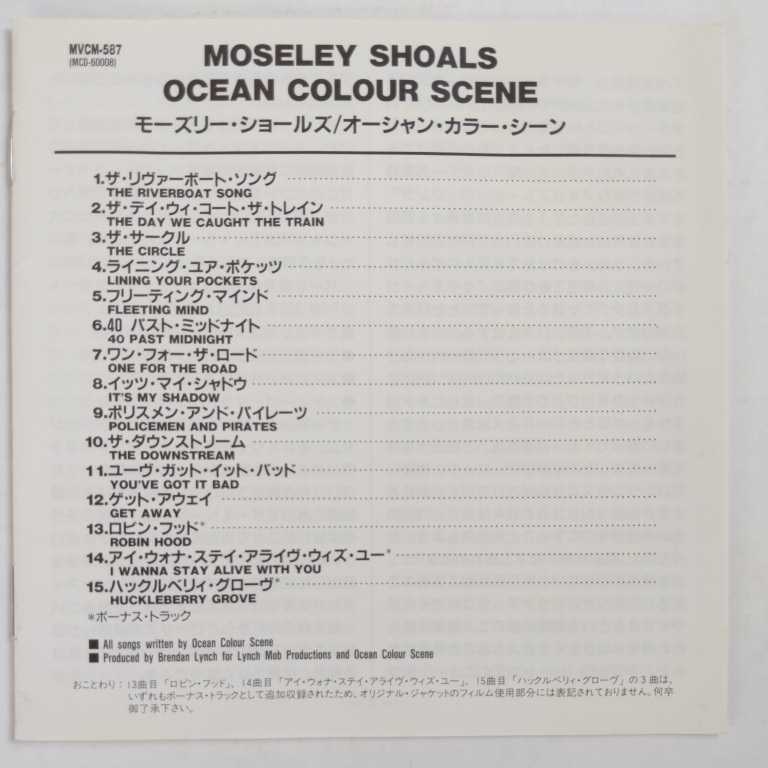 MVCM-587
(MCD-60008)
MOSELEY SHOALS
OCEAN COLOUR SCENE
モーズリー・ショールズ/オーシャン・カラー・シーン
1.ザ・リヴァーボート・ソング
THE RIVERBOAT SONG
2.ザ・デイ・ウィ・コート・ザ・トレイン
THE DAY WE CAUGHT THE TRAIN
3.ザ・サークル
THE CIRCLE
4.ライニング・ユア・ポケッツ
LINING YOUR POCKETS
5.フリーティング・マインド
FLEETING MIND
6.40 パスト・ミッドナイト
40 PAST MIDNIGHT
7.ワン・フォー・ザ・ロード
ONE FOR THE ROAD
8.イッツ・マイ・シャドウ
IT'S MY SHADOW
9.ポリスメン・アンド・パイレーツ
POLICEMEN AND PIRATES
10.ザ・ダウンストリーム
THE DOWNSTREAM
11.ユーヴ・ガット・イット・バッド
YOU'VE GOT IT BAD
12.ゲット・アウェイ
GET AWAY
13.ロビン・フッド*
ROBIN HOOD
14.アイ・ウォナ・ステイ・アライヴ・ウィズ・ユー*
I WANNA STAY ALIVE WITH YOU
15.ハックルベリィ・グローヴ*
HUCKLEBERRY GROVE
*ボーナス・トラック
■ All songs written by Ocean Colour Scene
■ Produced by Brendan Lynch for Lynch Mob Productions and Ocean Colour Scene
おことわり：13曲目「ロビン・フッド」、14曲目「アイ・ウォナ・ステイ・アライヴ・ウィズ・ユー」、15曲目「ハックルベリィ・グローヴ」の3曲は、
いずれもボーナス・トラックとして追加収録されたため、オリジナル・ジャケットのフィルム使用部分には表記されておりません。何卒
御了承下さい。